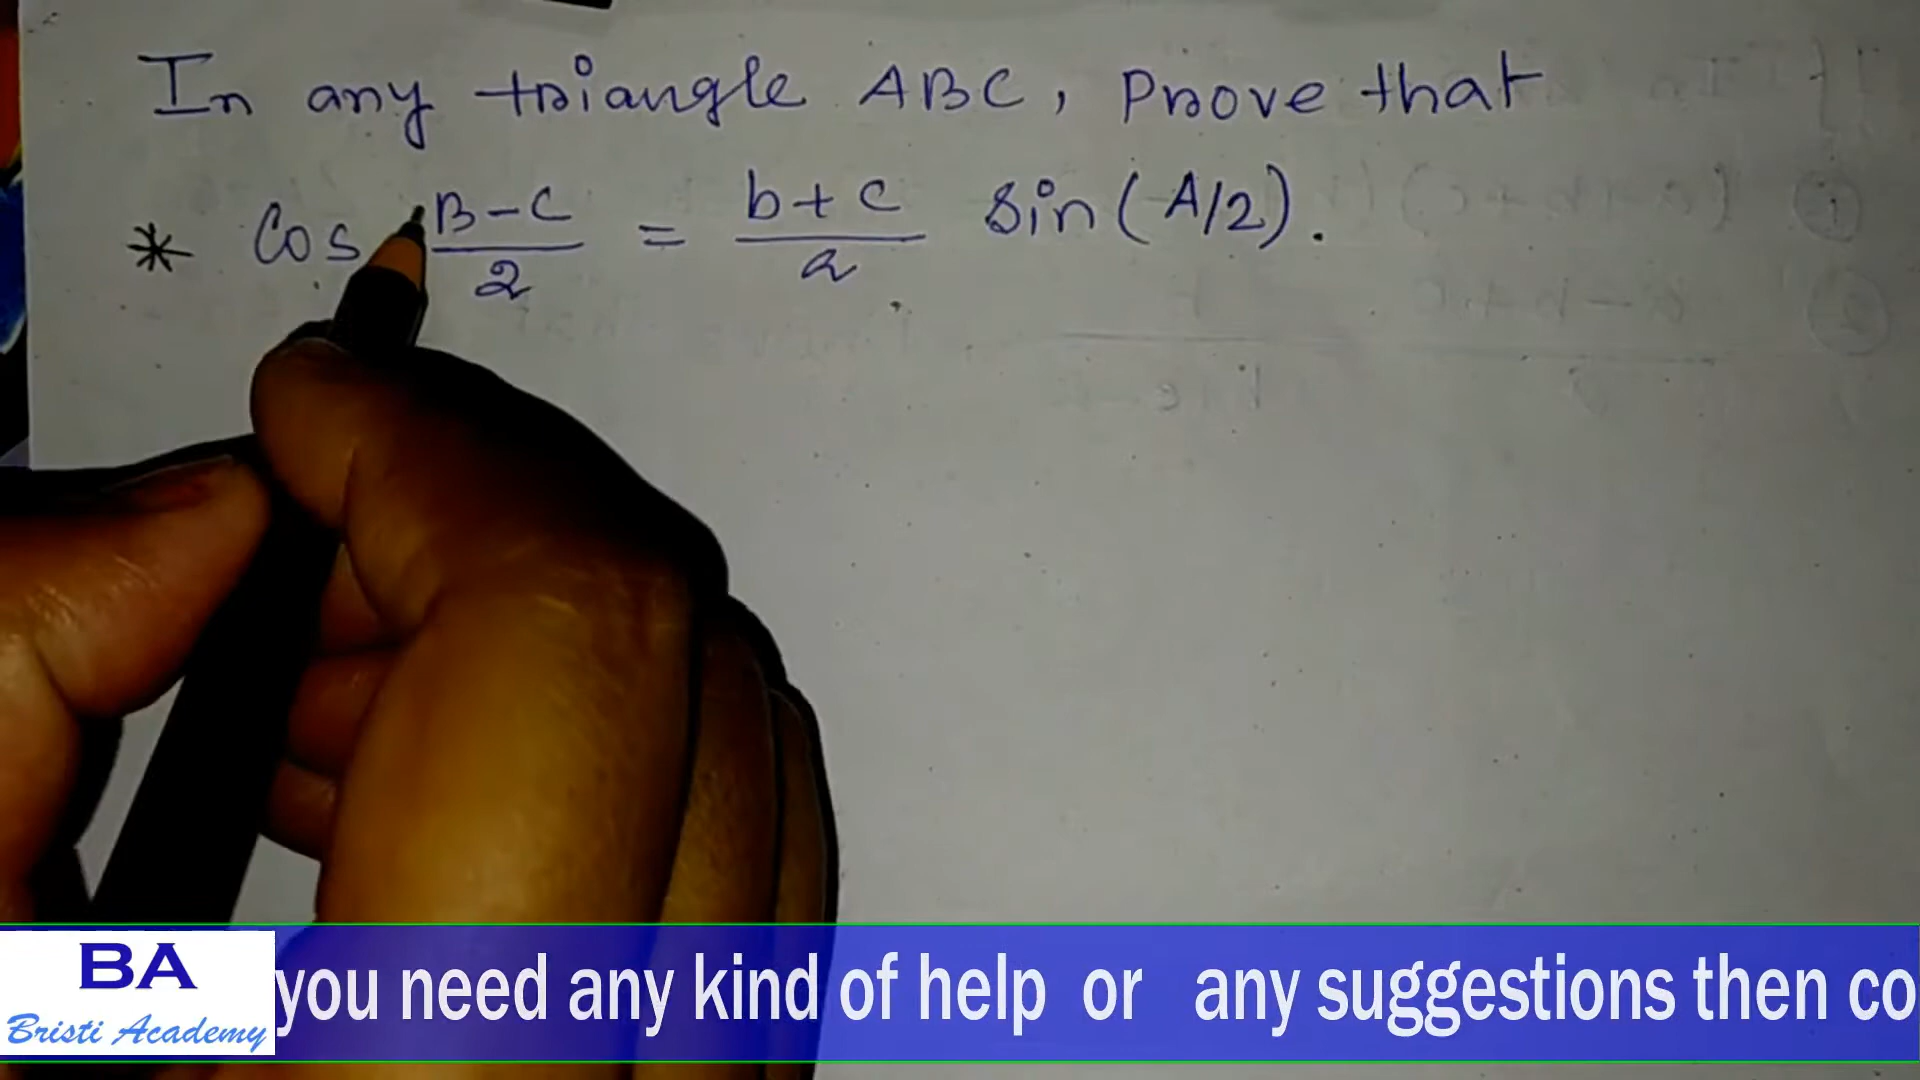 In any triangle ABC, Prove that
* Cos B-C/2 = b+c/a sin(A/2).
BA
Bristi Academy
you need any kind of help or any suggestions then co